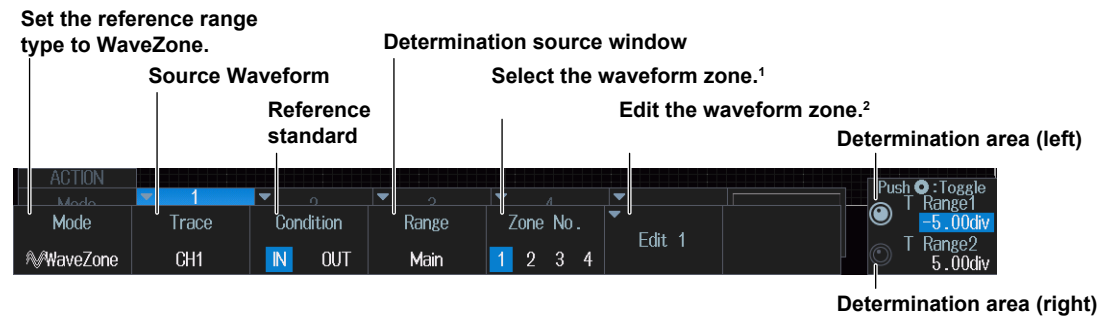 Set the reference range
type to WaveZone.
Determination source window
Source Waveform
Select the waveform zone.¹
Reference
standard
Edit the waveform zone.²
Determination area (left)
ACTION
1
2
3
4
Mode
Push :Toggle
T Range1
-5.00div
Mode
Trace
Condition
Range
Zone No.
Edit 1
WaveZone
CH1
IN OUT
Main
1 2 3 4
T Range2
5.00div
Determination area (right)